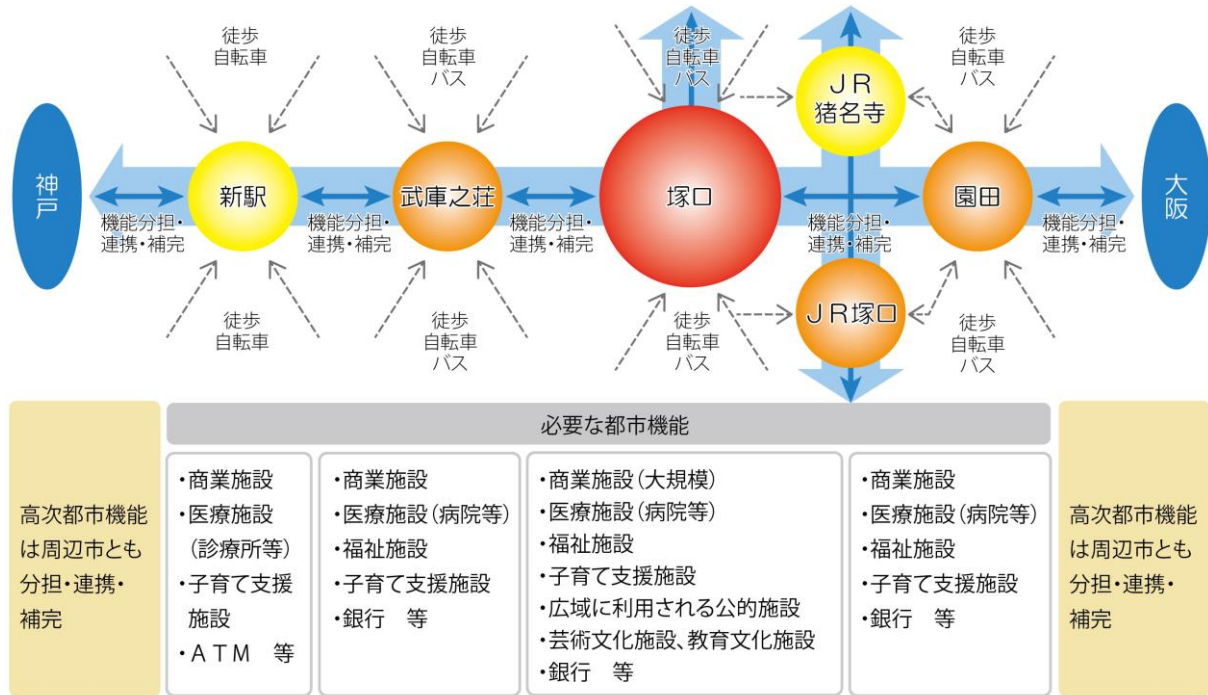 徒歩
自転車
徒歩
自転車
バス
徒歩
自転車
バス
ＪＲ
猪名寺
徒歩
自転車
バス
神戸
新駅
武庫之荘
塚口
園田
大阪
機能分担・
連携・補完
機能分担・
連携・補完
機能分担・
連携・補完
機能分担・
連携・補完
機能分担・
連携・補完
ＪＲ塚口
徒歩
自転車
徒歩
自転車
バス
徒歩
自転車
バス
徒歩
自転車
バス
必要な都市機能
高次都市機能
は周辺市とも
分担・連携・
補完
・商業施設
・医療施設
（診療所等）
・子育て支援
施設
・ＡＴＭ　等
・商業施設
・医療施設（病院等）
・福祉施設
・子育て支援施設
・銀行　等
・商業施設（大規模）
・医療施設（病院等）
・福祉施設
・子育て支援施設
・広域に利用される公的施設
・芸術文化施設、教育文化施設
・銀行　等
・商業施設
・医療施設（病院等）
・福祉施設
・子育て支援施設
・銀行　等
高次都市機能
は周辺市とも
分担・連携・
補完